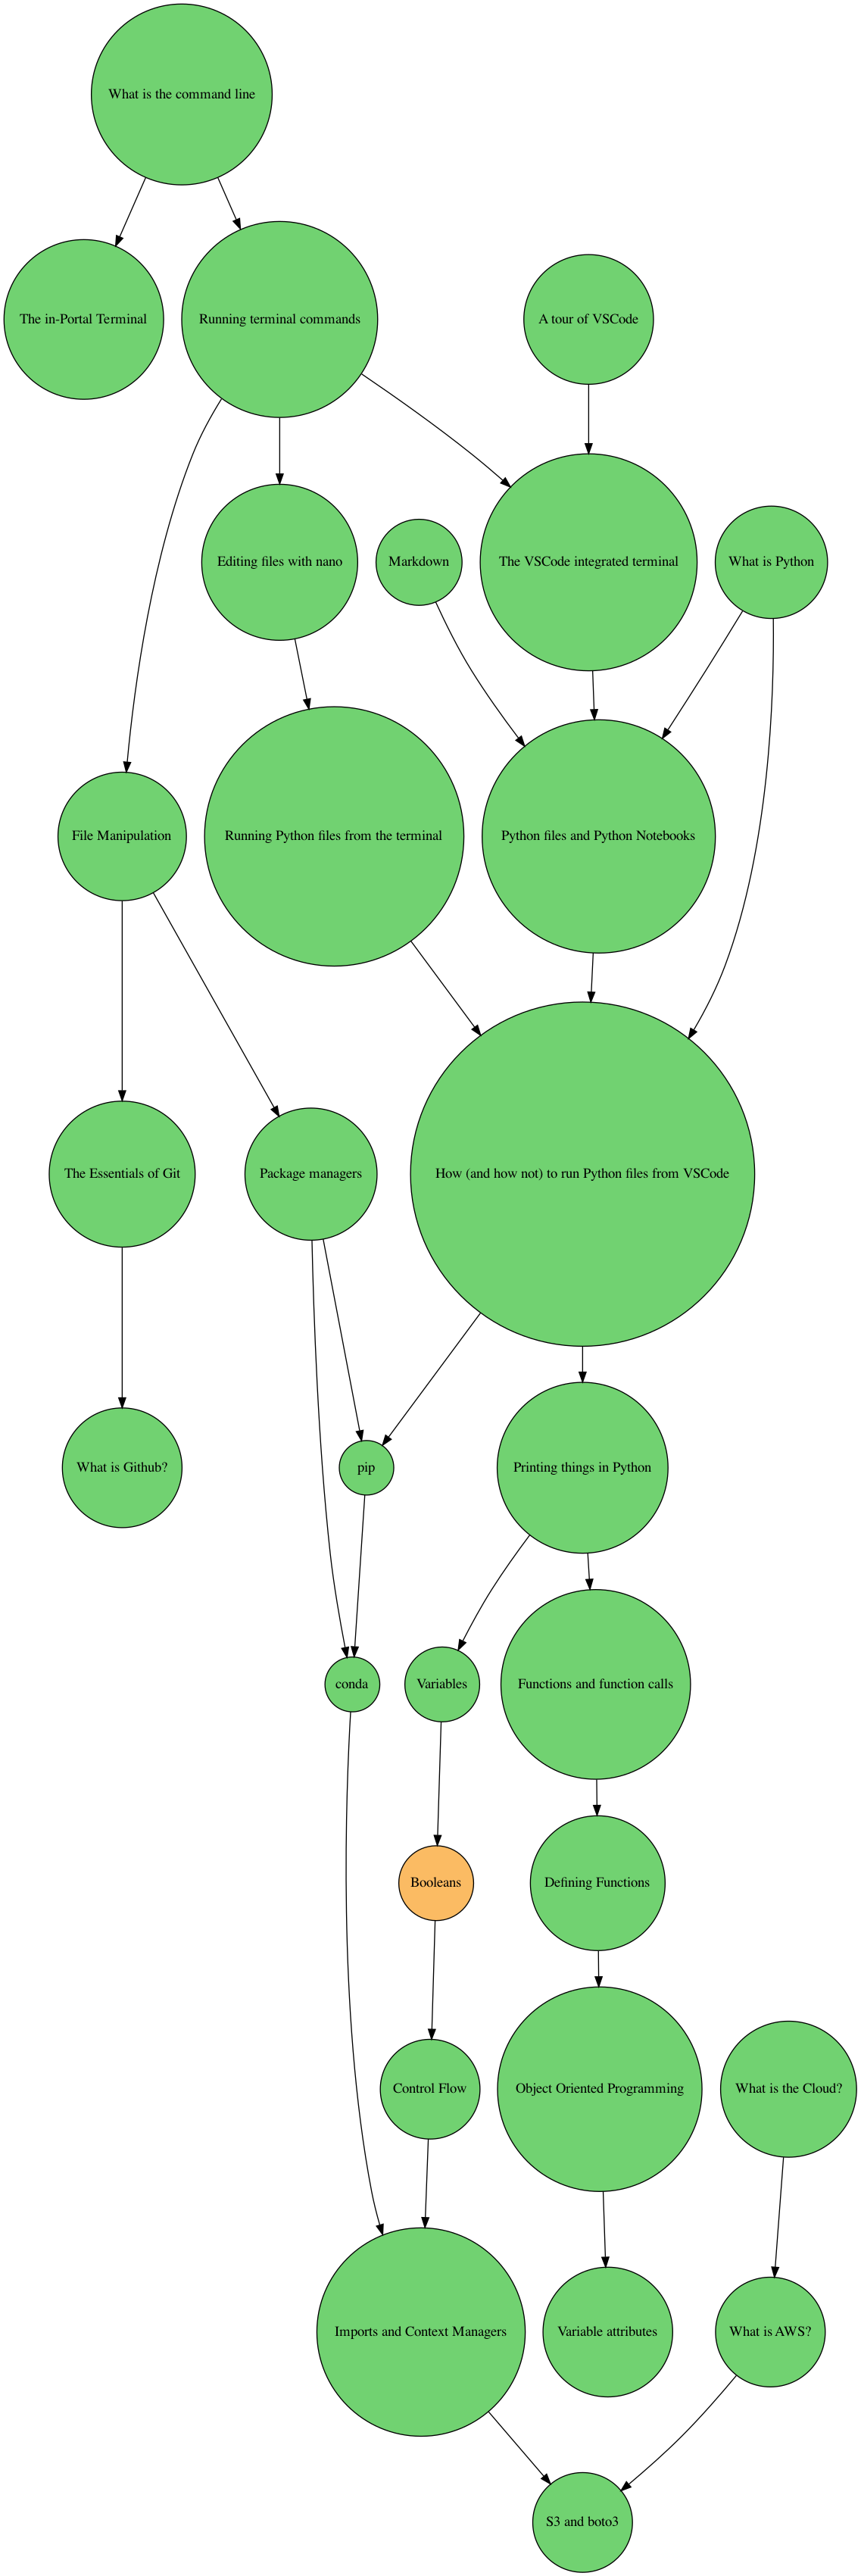 What is the command line
The in-Portal Terminal
Running terminal commands
A tour of VSCode
Editing files with nano
Markdown
The VSCode integrated terminal
What is Python
File Manipulation
Running Python files from the terminal
Python files and Python Notebooks
The Essentials of Git
Package managers
How (and how not) to run Python files from VSCode
What is Github?
pip
Printing things in Python
conda
Variables
Functions and function calls
Booleans
Defining Functions
Control Flow
Object Oriented Programming
What is the Cloud?
Imports and Context Managers
Variable attributes
What is AWS?
S3 and boto3